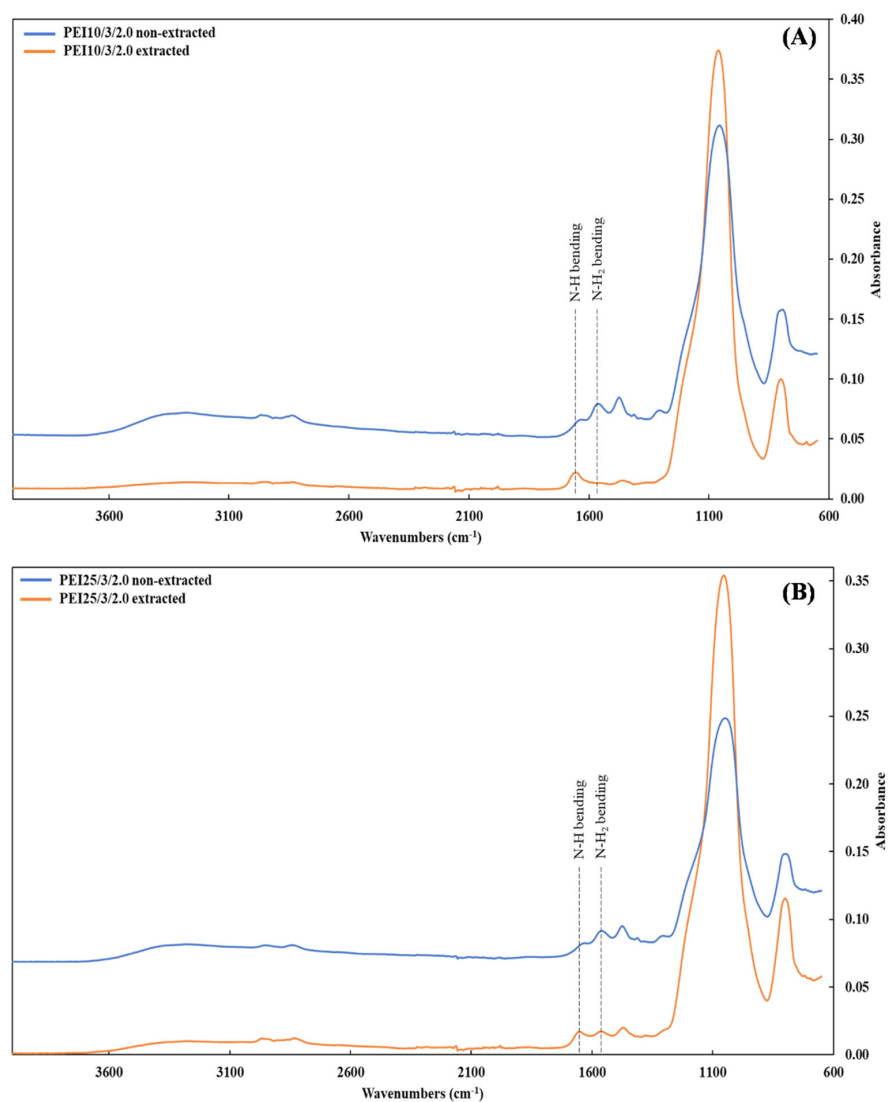 PEI10/3/2.0 non-extracted
PEI10/3/2.0 extracted
(A)
0.40
0.35
0.30
0.25
0.20
0.15
0.10
0.05
0.00
Absorbance
N-H bending
N-H₂ bending
3600 3100 2600 2100 1600 1100 600
Wavenumbers (cm⁻¹)
PEI25/3/2.0 non-extracted
PEI25/3/2.0 extracted
(B)
0.35
0.30
0.25
0.20
0.15
0.10
0.05
0.00
Absorbance
N-H bending
N-H₂ bending
3600 3100 2600 2100 1600 1100 600
Wavenumbers (cm⁻¹)